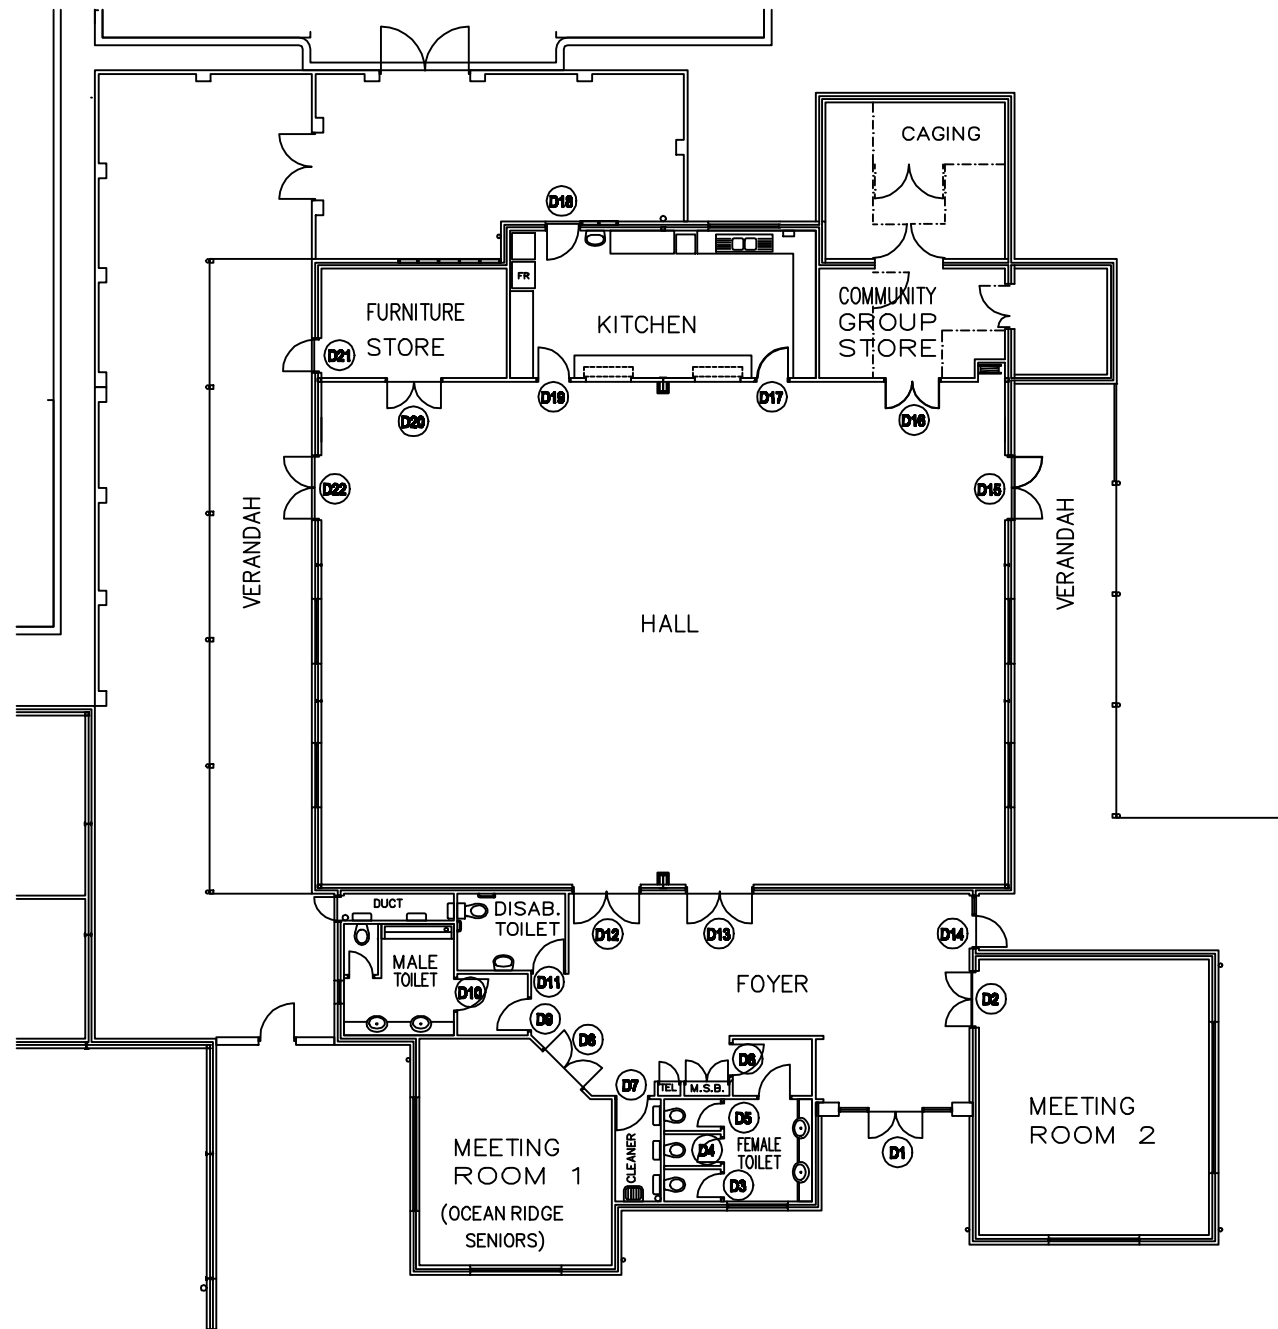 CAGING
D18
FR
COMMUNITY
GROUP
STORE
FURNITURE
STORE
KITCHEN
D21
D20
D19
D17
D16
D22
D15
VERANDAH
VERANDAH
HALL
DUCT
DISAB.
TOILET
D12
D13
D14
MALE
TOILET
D10
D11
D9
FOYER
D2
D8
D8
D7
TEL
M.S.B.
D5
D4
D3
FEMALE
TOILET
CLEANER
D1
MEETING
ROOM 1
(OCEAN RIDGE
SENIORS)
MEETING
ROOM 2